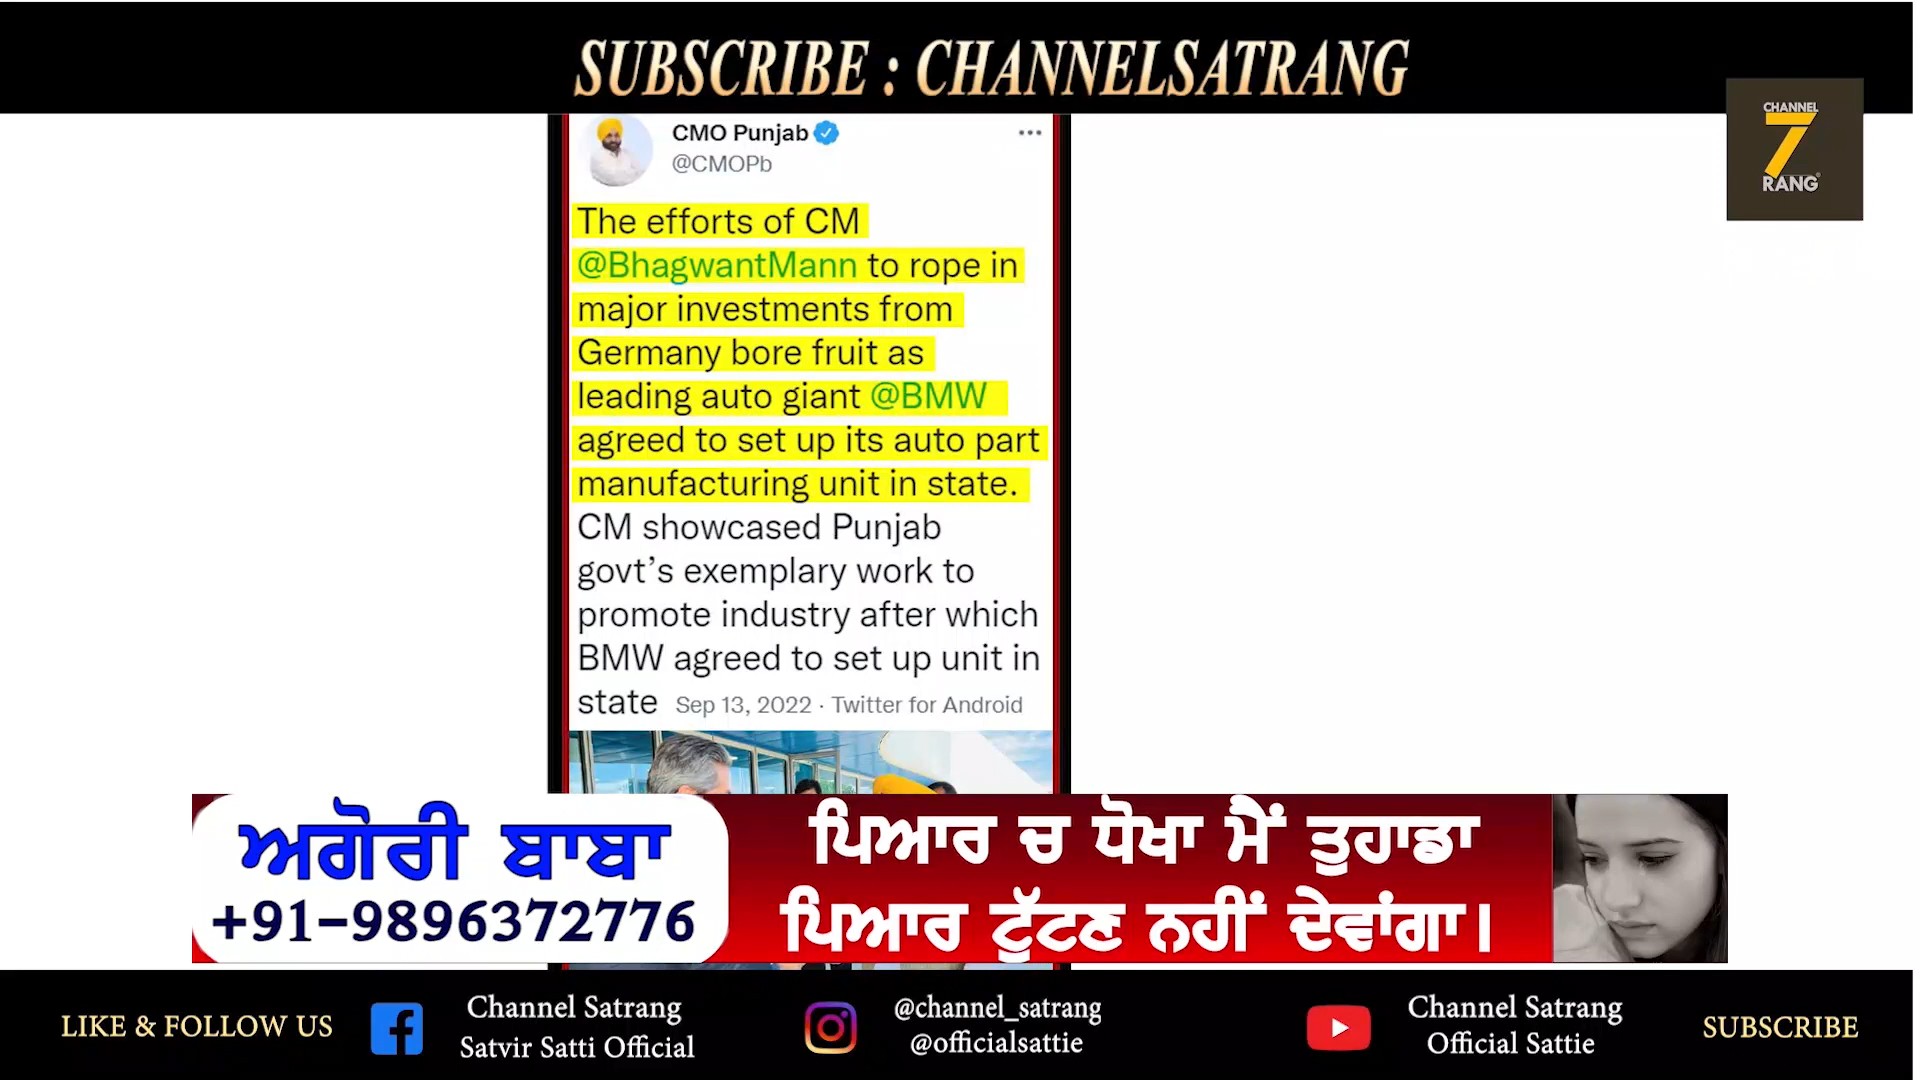 SUBSCRIBE : CHANNELSATRANG
CHANNEL
7
RANG
CMO Punjab
@CMOPb
The efforts of CM
@BhagwantMann to rope in
major investments from
Germany bore fruit as
leading auto giant @BMW
agreed to set up its auto part
manufacturing unit in state.
CM showcased Punjab
govt’s exemplary work to
promote industry after which
BMW agreed to set up unit in
state Sep 13, 2022 · Twitter for Android
ਅਗੋਰੀ ਬਾਬਾ
+91-9896372776
ਪਿਆਰ ਚ ਧੋਖਾ ਮੈਂ ਤੁਹਾਡਾ
ਪਿਆਰ ਟੁੱਟਣ ਨਹੀਂ ਦੇਵਾਂਗਾ।
LIKE & FOLLOW US
Channel Satrang
Satvir Satti Official
@channel_satrang
@officialsattie
Channel Satrang
Official Sattie
SUBSCRIBE